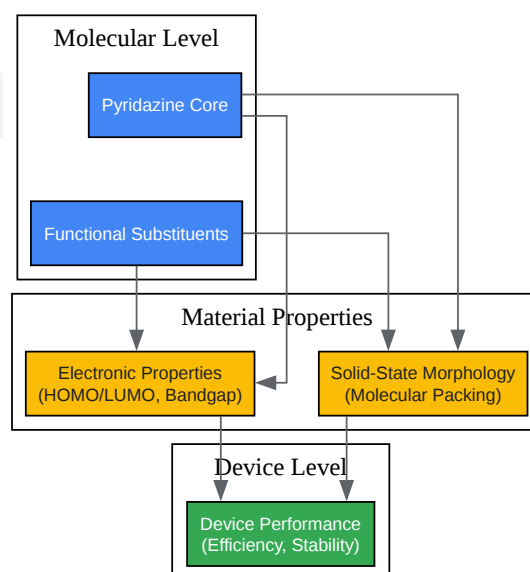 Molecular Level
Pyridazine Core
Functional Substituents
Material Properties
Electronic Properties
(HOMO/LUMO, Bandgap)
Solid-State Morphology
(Molecular Packing)
Device Level
Device Performance
(Efficiency, Stability)